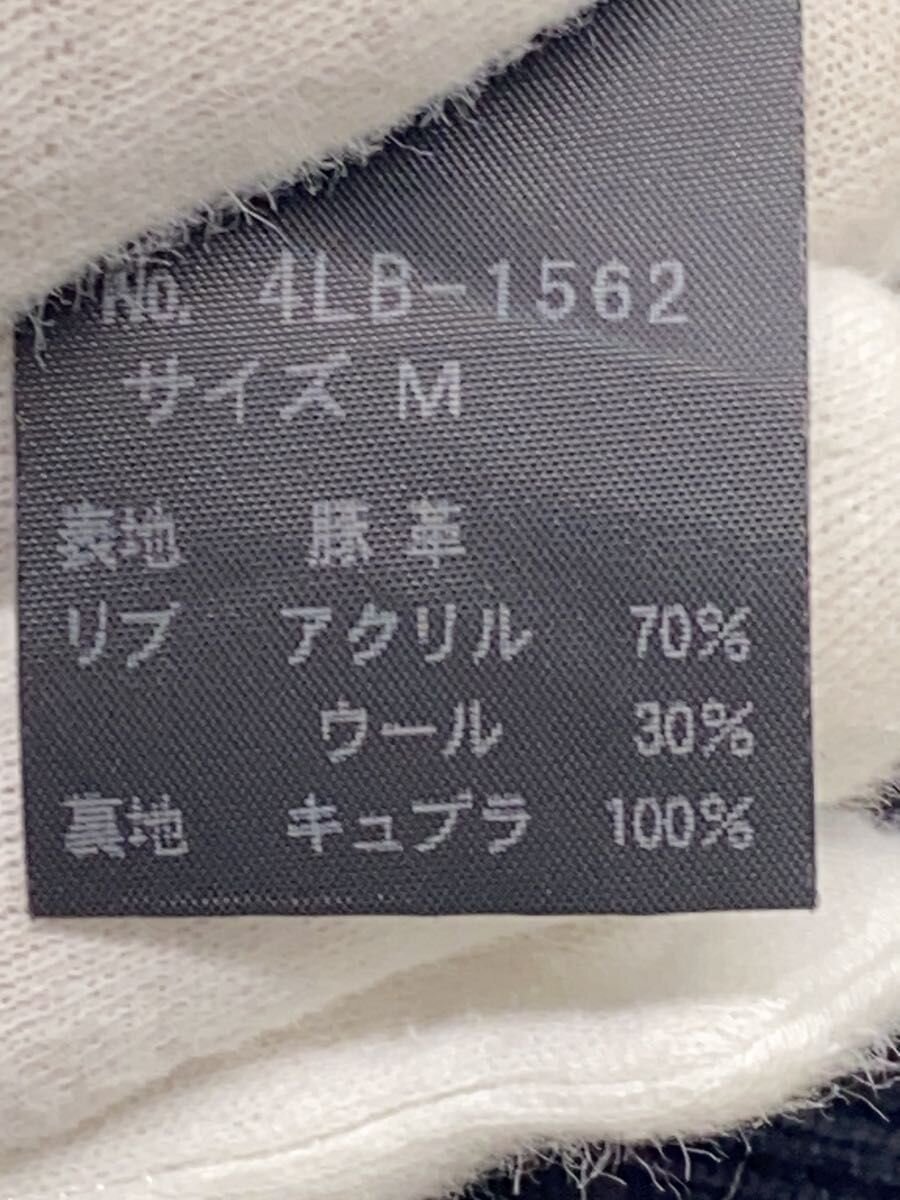 No. 4LB-1562
サイズ M
表地 豚革
リブ アクリル 70%
ウール 30%
裏地 キュプラ 100%